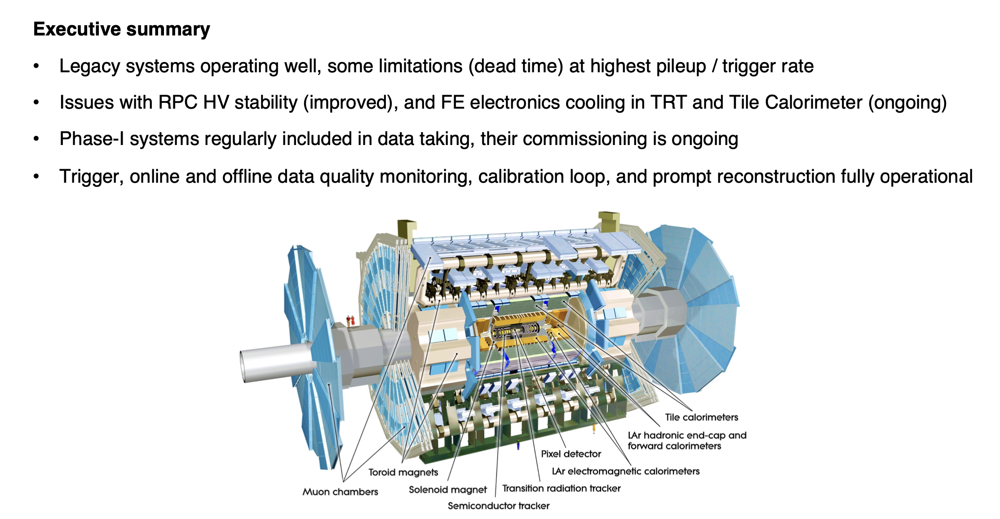 Executive summary
• Legacy systems operating well, some limitations (dead time) at highest pileup / trigger rate
• Issues with RPC HV stability (improved), and FE electronics cooling in TRT and Tile Calorimeter (ongoing)
• Phase-I systems regularly included in data taking, their commissioning is ongoing
• Trigger, online and offline data quality monitoring, calibration loop, and prompt reconstruction fully operational
Tile calorimeters
LAr hadronic end-cap and
forward calorimeters
Pixel detector
LAr electromagnetic calorimeters
Toroid magnets
Muon chambers
Solenoid magnet
Transition radiation tracker
Semiconductor tracker